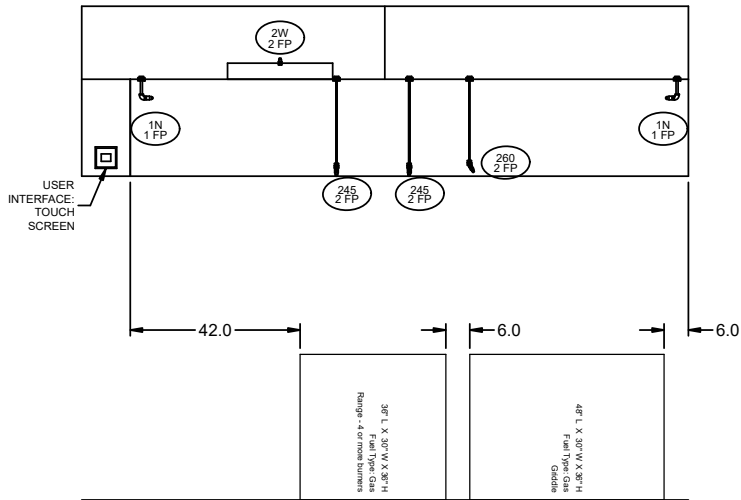 2W
2 FP
1N
1 FP
1N
1 FP
260
2 FP
245
2 FP
245
2 FP
USER
INTERFACE:
TOUCH
SCREEN
42.0
6.0
6.0
36" L X 30" W X 36" H
Fuel Type: Gas
Range - 4 or more burners
48" L X 30" W X 36" H
Fuel Type: Gas
Griddle